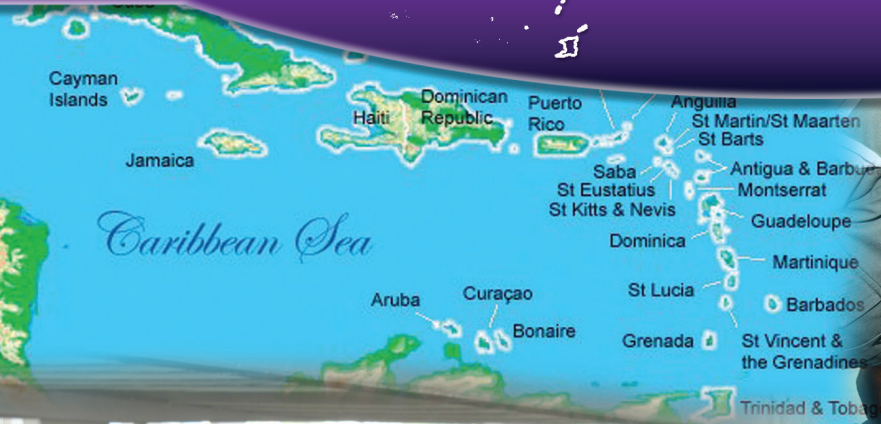 Cayman
Islands
Jamaica
Haiti
Dominican
Republic
Puerto
Rico
Anguilla
St Martin/St Maarten
St Barts
Saba
St Eustatius
St Kitts & Nevis
Antigua & Barbu
Montserrat
Guadeloupe
Dominica
Martinique
St Lucia
Barbados
St Vincent &
the Grenadines
Grenada
Caribbean Sea
Aruba
Curaçao
Bonaire
Trinidad & Tobag